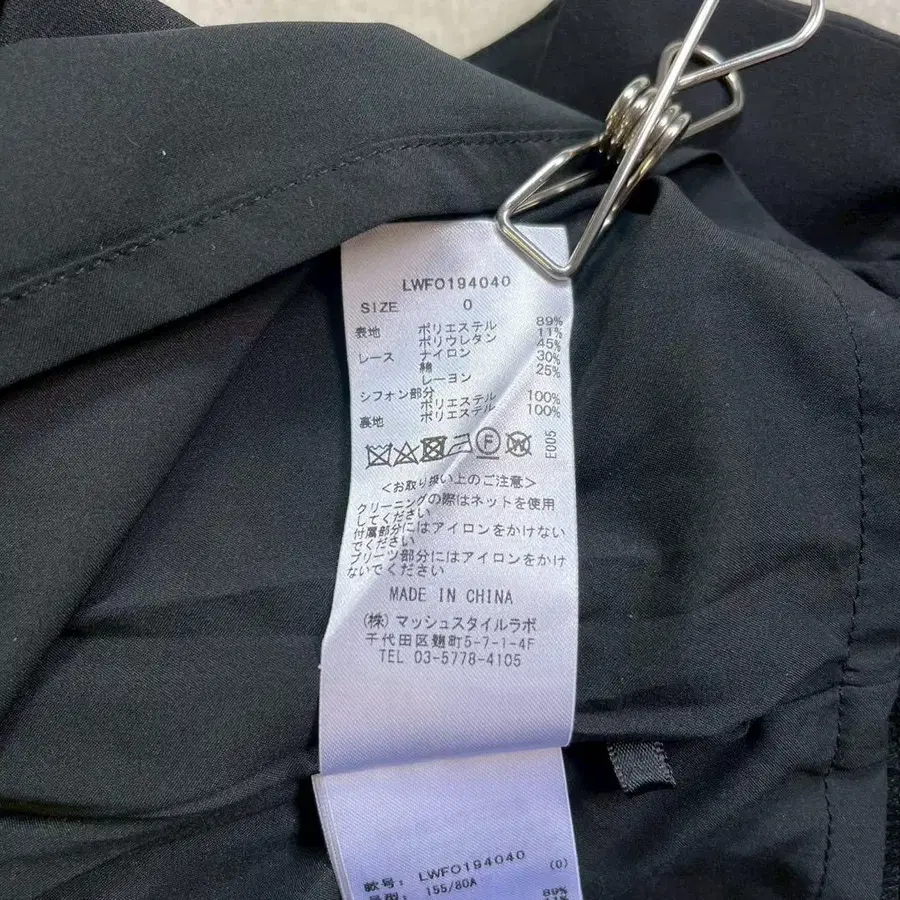 LWFO194040
SIZE 0
表地 ポリエステル 89%
ポリウレタン 11%
レース ナイロン 45%
綿 30%
レーヨン 25%
シフォン部分
ポリエステル 100%
裏地 ポリエステル 100%
F
W
F005
<お取り扱い上のご注意>
クリーニングの際はネットを使用
してください
付属部分にはアイロンをかけない
でください
プリーツ部分にはアイロンをかけ
ないでください
MADE IN CHINA
(株) マッシュスタイルラボ
千代田区麹町5-7-1-4F
TEL 03-5778-4105
款号: LWFO194040 (0)
号型: 155/80A
89%